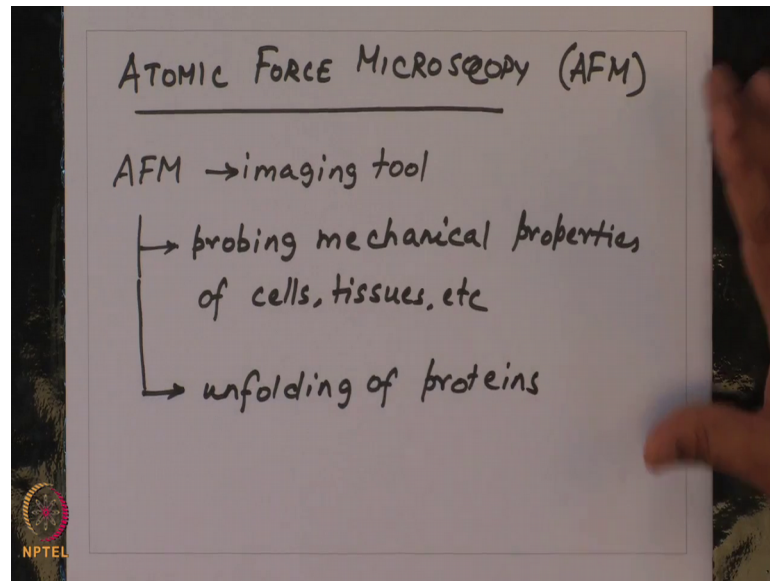 ATOMIC FORCE MICROSCOPY (AFM)
AFM → imaging tool
→ probing mechanical properties
of cells, tissues, etc
→ unfolding of proteins
NPTEL